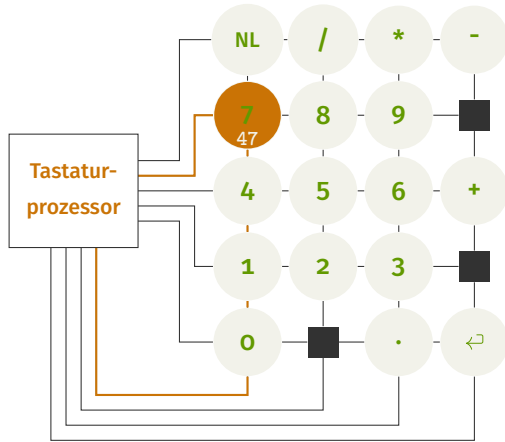 NL / * -
7 8 9
47
Tastatur-
prozessor
4 5 6 +
1 2 3
0 . ↵